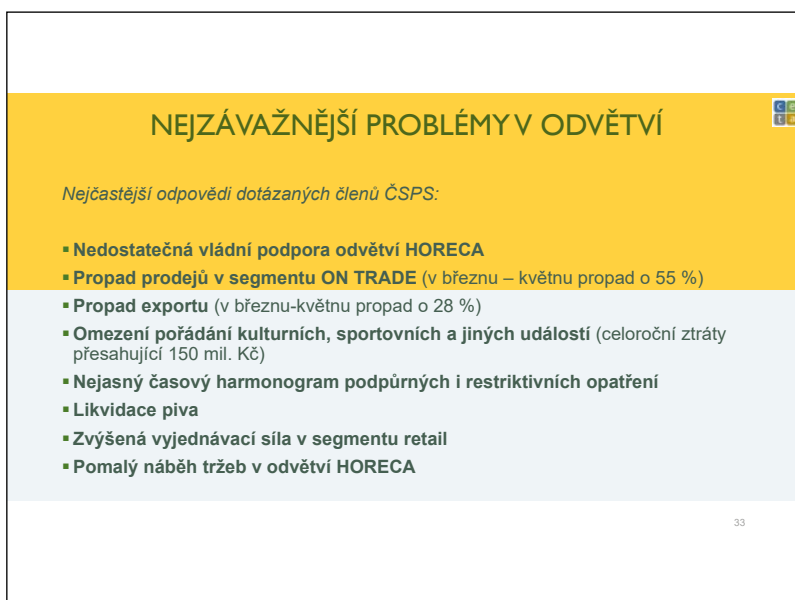 NEJZÁVAŽNĚJŠÍ PROBLÉMY V ODVĚTVÍ
ce
ta
Nejčastější odpovědi dotázaných členů ČSPS:
▪ Nedostatečná vládní podpora odvětví HORECA
▪ Propad prodejů v segmentu ON TRADE (v březnu – květnu propad o 55 %)
▪ Propad exportu (v březnu-květnu propad o 28 %)
▪ Omezení pořádání kulturních, sportovních a jiných událostí (celoroční ztráty
přesahující 150 mil. Kč)
▪ Nejasný časový harmonogram podpůrných i restriktivních opatření
▪ Likvidace piva
▪ Zvýšená vyjednávací síla v segmentu retail
▪ Pomalý náběh tržeb v odvětví HORECA
33